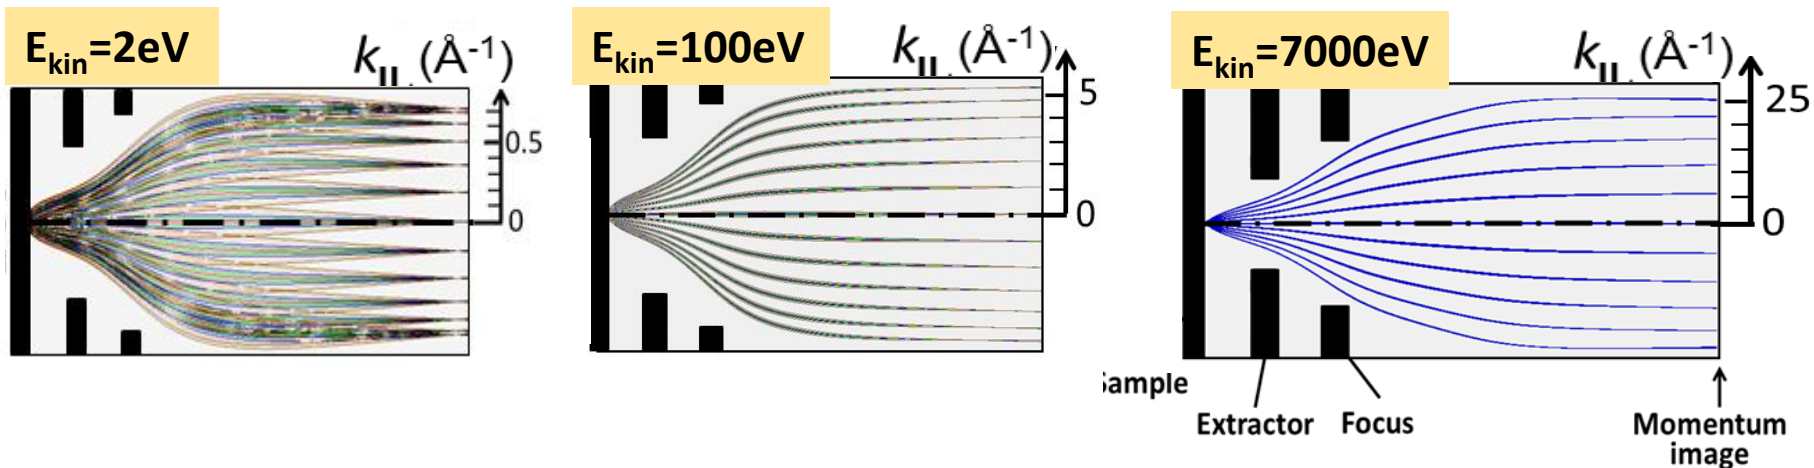 Ekin=2eV
k|| (Å-1)
0.5
0
Ekin=100eV
k|| (Å-1)
5
0
Ekin=7000eV
k|| (Å-1)
25
0
Sample
Extractor
Focus
Momentum
image